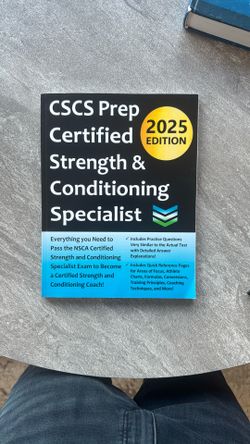 CSCS Prep
Certified
Strength &
Conditioning
Specialist
2025
EDITION
Everything you Need to
Pass the NSCA Certified
Strength and Conditioning
Specialist Exam to Become
a Certified Strength and
Conditioning Coach!
✓ Includes Practice Questions
Very Similar to the Actual Test
with Detailed Answer
Explanations!
✓ Includes Quick Reference Pages
for Areas of Focus, Athlete
Charts, Formulas, Conversions,
Training Principles, Coaching
Techniques, and More!